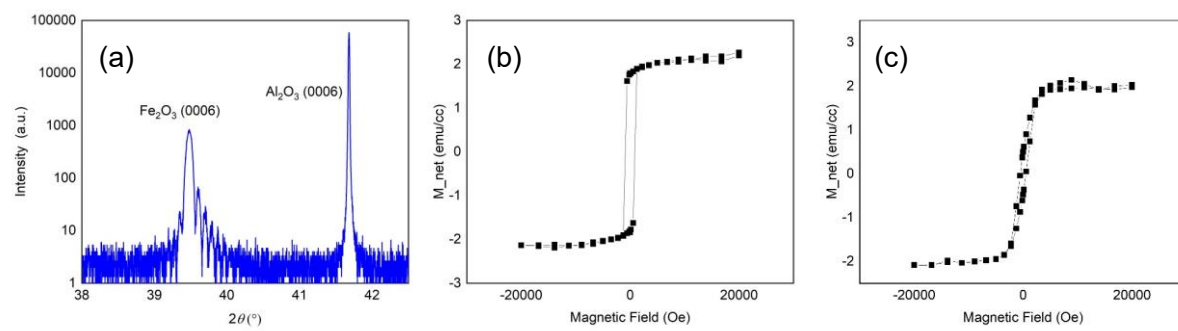 (a)
100000
10000
1000
100
10
1
Intensity (a.u.)
Fe₂O₃ (0006)
Al₂O₃ (0006)
38 39 40 41 42
2θ(°)
(b)
3
2
1
0
-1
-2
-3
M_net (emu/cc)
-20000 0 20000
Magnetic Field (Oe)
(c)
3
2
1
0
-1
-2
M_net (emu/cc)
-20000 0 20000
Magnetic Field (Oe)